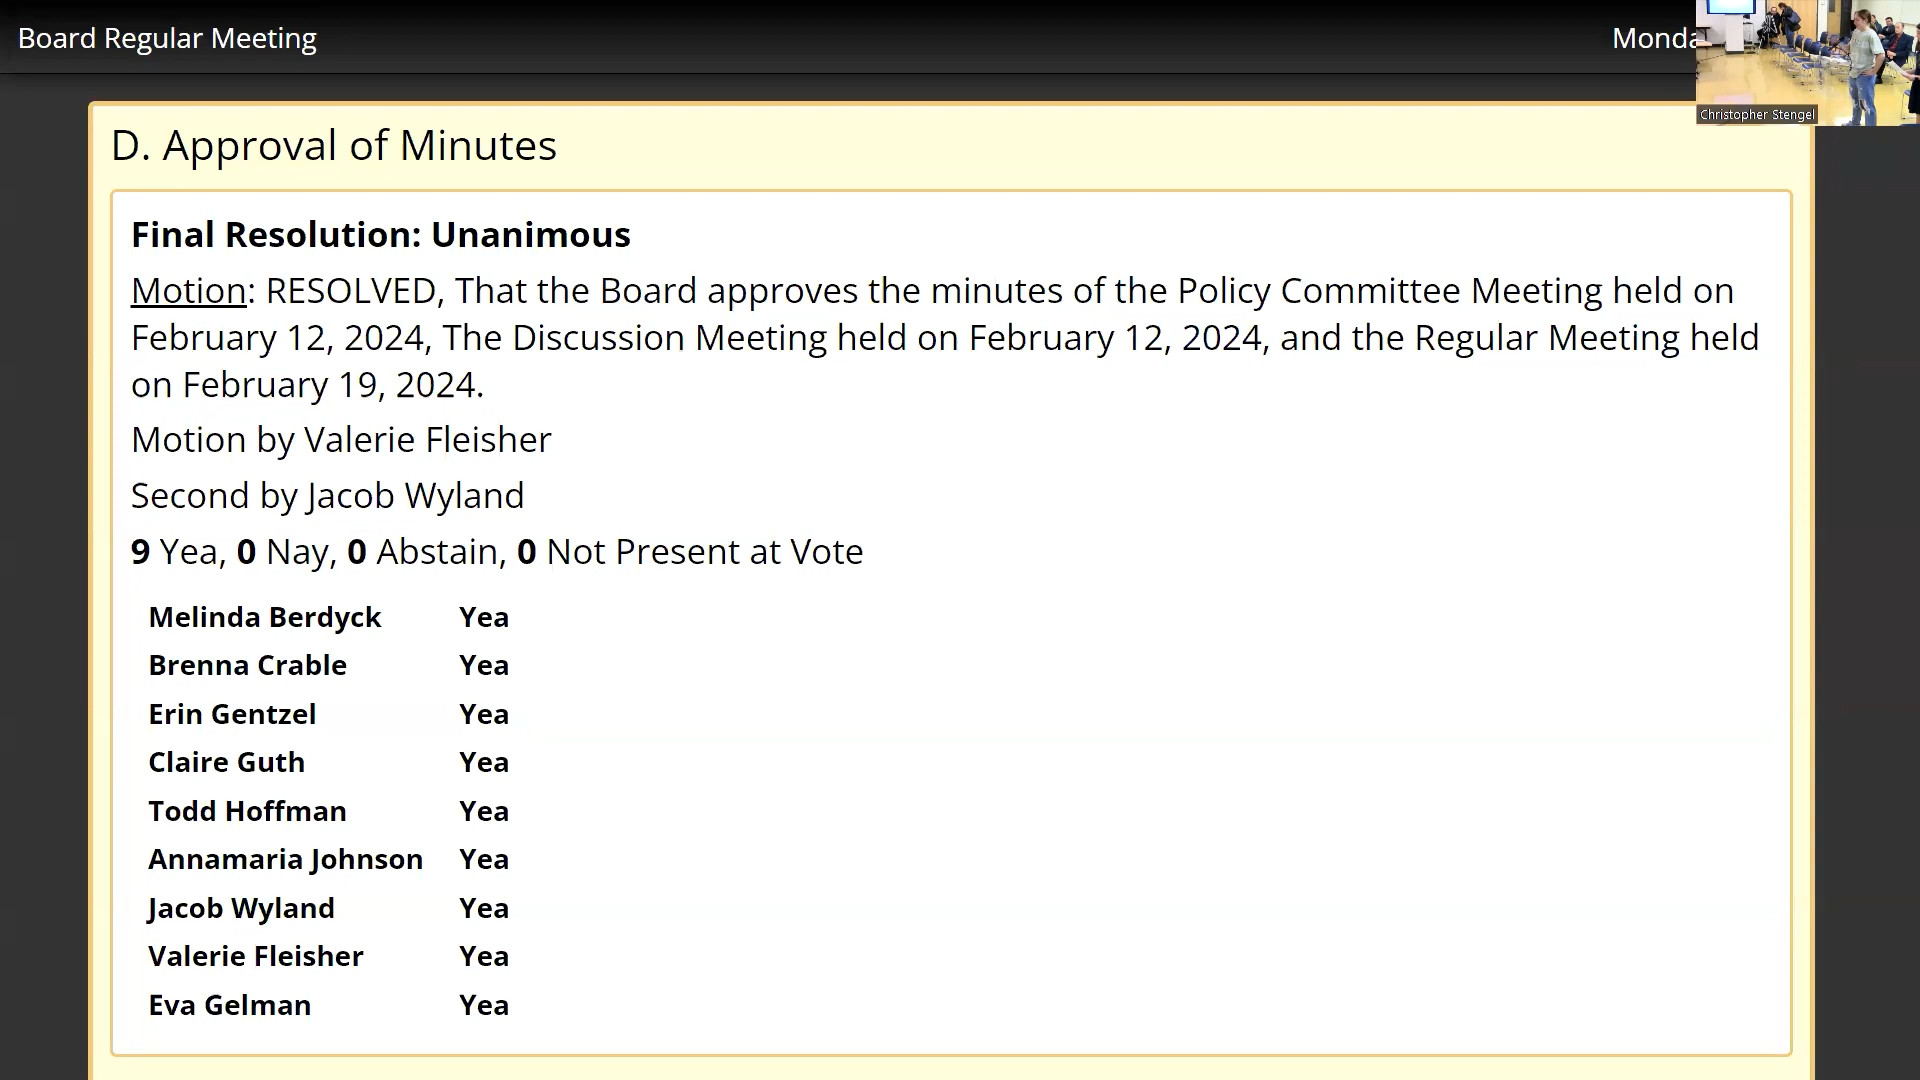 Board Regular Meeting
Monda
Christopher Stengel
D. Approval of Minutes
Final Resolution: Unanimous
Motion: RESOLVED, That the Board approves the minutes of the Policy Committee Meeting held on
February 12, 2024, The Discussion Meeting held on February 12, 2024, and the Regular Meeting held
on February 19, 2024.
Motion by Valerie Fleisher
Second by Jacob Wyland
9 Yea, 0 Nay, 0 Abstain, 0 Not Present at Vote
Melinda Berdyck Yea
Brenna Crable Yea
Erin Gentzel Yea
Claire Guth Yea
Todd Hoffman Yea
Annamaria Johnson Yea
Jacob Wyland Yea
Valerie Fleisher Yea
Eva Gelman Yea